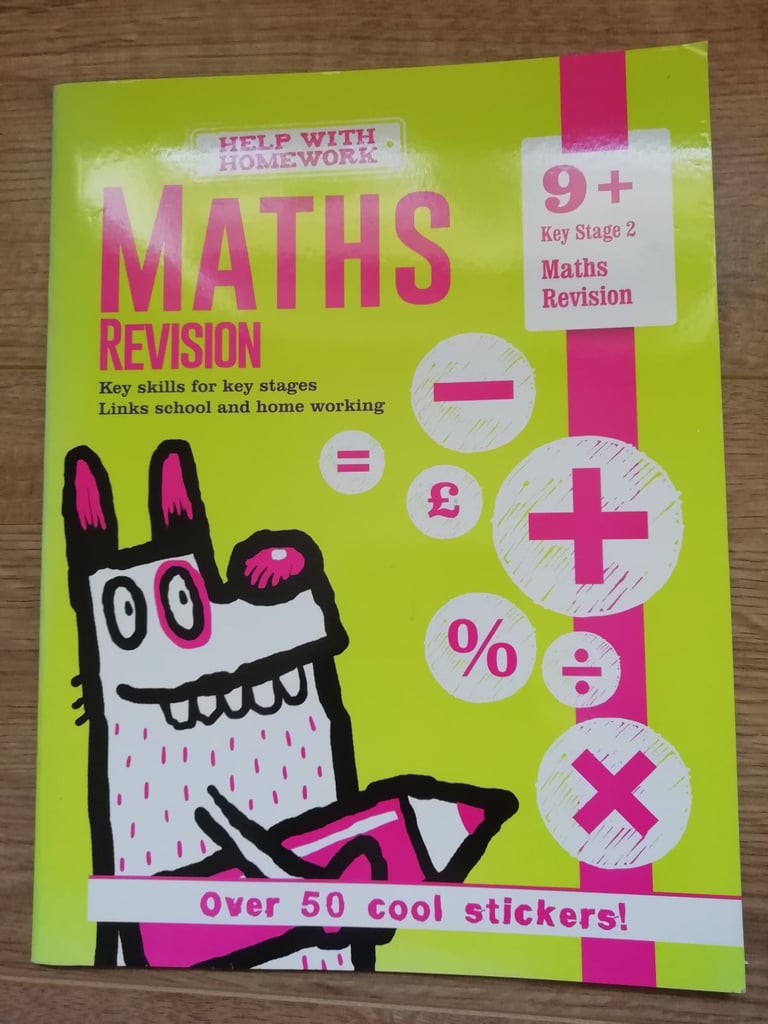 HELP WITH
HOMEWORK
MATHS
REVISION
Key skills for key stages
Links school and home working
9+
Key Stage 2
Maths
Revision
−
=
£
+
%
÷
×
Over 50 cool stickers!